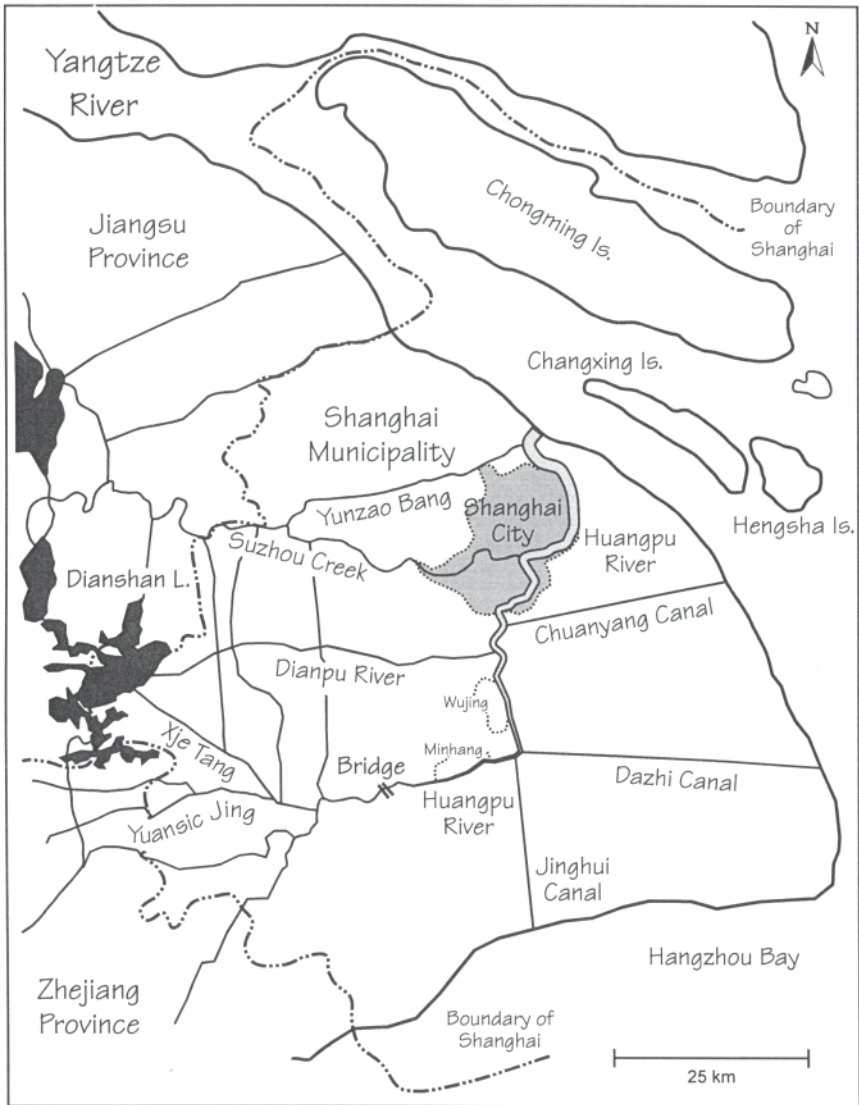 Yangtze
River
N
Jiangsu
Province
Chongming Is.
Boundary
of
Shanghai
Changxing Is.
Shanghai
Municipality
Yunzao Bang
Shanghai
City
Hengsha Is.
Suzhou Creek
Huangpu
River
Dianshan L.
Chuanyang Canal
Dianpu River
Wujing
Xje Tang
Minhang
Bridge
Dazhi Canal
Huangpu
River
Yuansic Jing
Jinghui
Canal
Hangzhou Bay
Zhejiang
Province
Boundary of
Shanghai
25 km